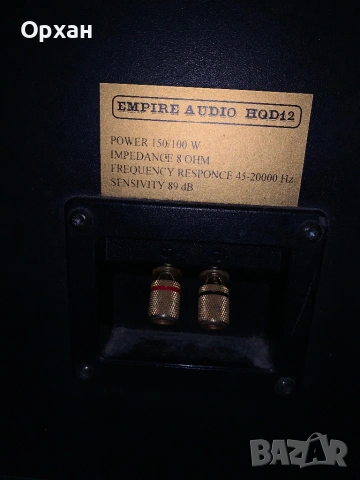 Орхан
EMPIRE AUDIO HQD12
POWER 150/100 W
IMPEDANCE 8 OHM
FREQUENCY RESPONCE 45-20000 Hz
SENSIVITY 89 dB
BAZAR